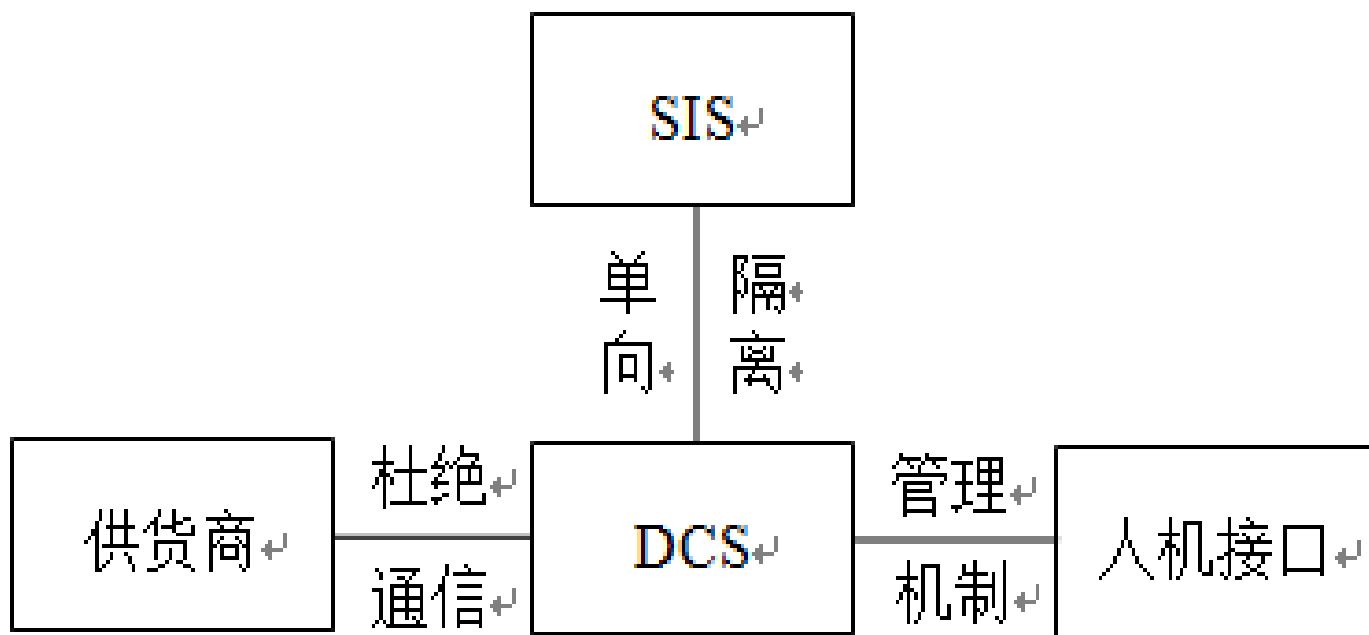 SIS
单 隔
向 离
杜绝
管理
供货商
DCS
人机接口
通信
机制